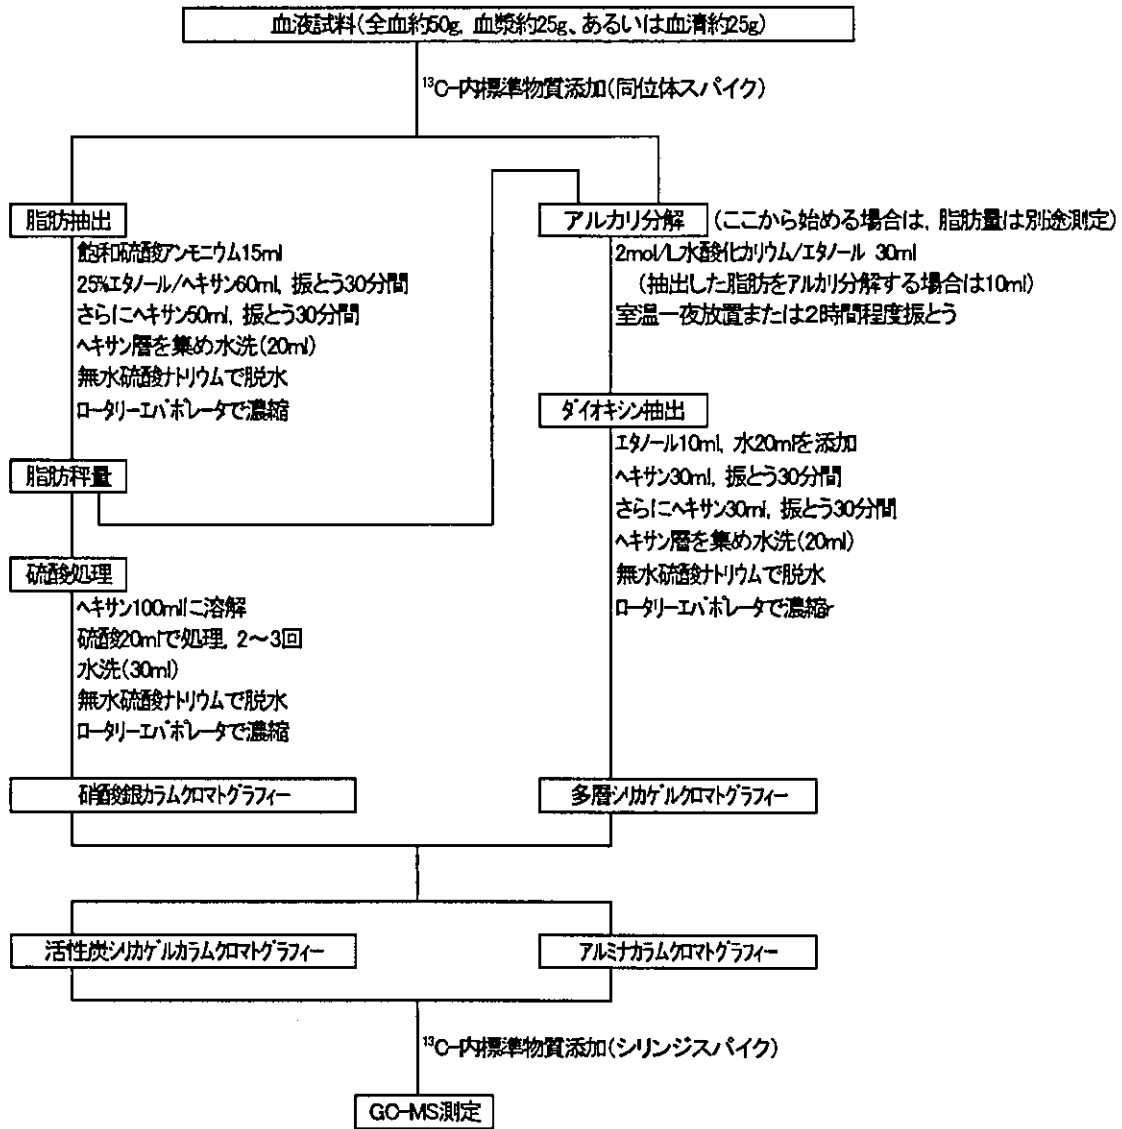 血液試料(全血約50g, 血漿約25g、あるいは血清約25g)
¹³C-内標準物質添加(同位体スパイク)
脂肪抽出
飽和硫酸アンモニウム15ml
25%エタノール/ヘキサン60ml, 振とう30分間
さらにヘキサン50ml, 振とう30分間
ヘキサン層を集め水洗(20ml)
無水硫酸ナトリウムで脱水
ロータリーエバポレータで濃縮
脂肪秤量
硫酸処理
ヘキサン100mlに溶解
硫酸20mlで処理, 2~3回
水洗(30ml)
無水硫酸ナトリウムで脱水
ロータリーエバポレータで濃縮
硝酸銀カラムクロマトグラフィー
アルカリ分解 (ここから始める場合は, 脂肪量は別途測定)
2mol/L水酸化カリウム/エタノール 30ml
(抽出した脂肪をアルカリ分解する場合は10ml)
室温一夜放置または2時間程度振とう
ダイオキシン抽出
エタノール10ml, 水20mlを添加
ヘキサン30ml, 振とう30分間
さらにヘキサン30ml, 振とう30分間
ヘキサン層を集め水洗(20ml)
無水硫酸ナトリウムで脱水
ロータリーエバポレータで濃縮r
多層シリカゲルクロマトグラフィー
活性炭シリカゲルカラムクロマトグラフィー
アルミナカラムクロマトグラフィー
¹³C-内標準物質添加(シリンジスパイク)
GC-MS測定